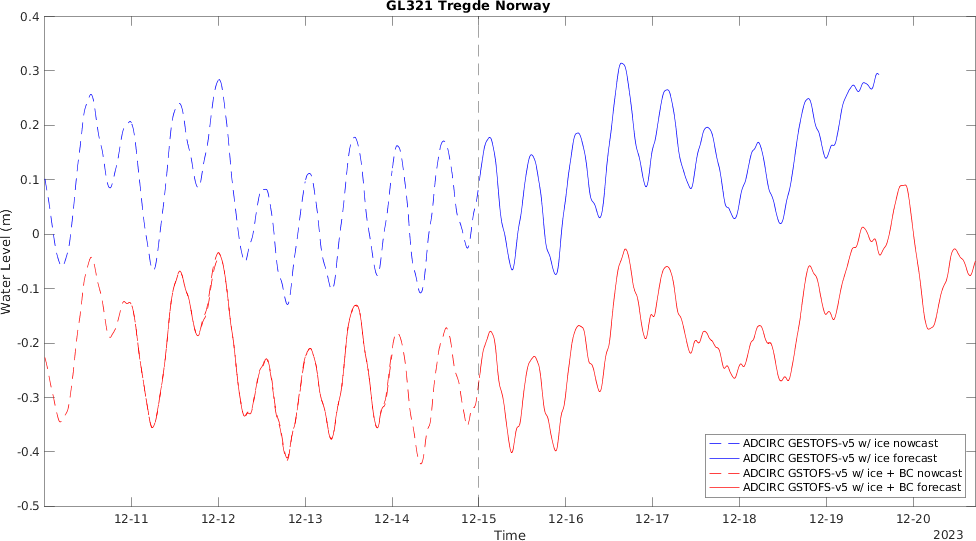 GL321 Tregde Norway
0.4
0.3
0.2
0.1
0
-0.1
-0.2
-0.3
-0.4
-0.5
Water Level (m)
ADCIRC GESTOFS-v5 w/ ice nowcast
ADCIRC GESTOFS-v5 w/ ice forecast
ADCIRC GSTOFS-v5 w/ ice + BC nowcast
ADCIRC GSTOFS-v5 w/ ice + BC forecast
12-11 12-12 12-13 12-14 12-15 12-16 12-17 12-18 12-19 12-20
Time
2023